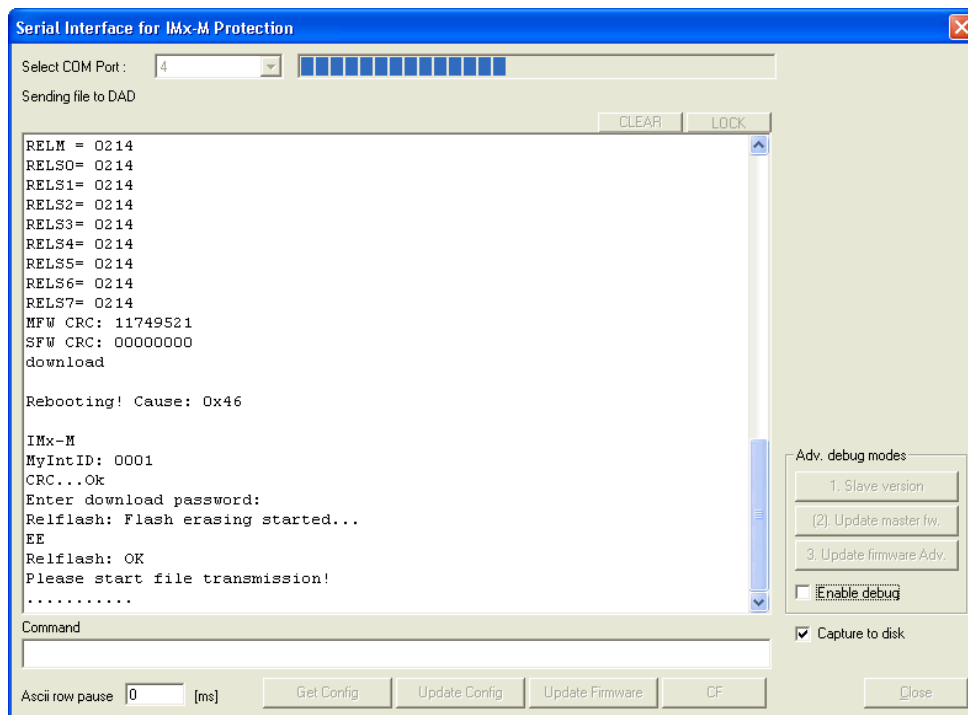 Serial Interface for IMx-M Protection
Select COM Port :
4
Sending file to DAD
CLEAR
LOCK
RELM = 0214
RELS0= 0214
RELS1= 0214
RELS2= 0214
RELS3= 0214
RELS4= 0214
RELS5= 0214
RELS6= 0214
RELS7= 0214
MFW CRC: 11749521
SFW CRC: 00000000
download
Rebooting! Cause: 0x46
IMx-M
MyIntID: 0001
CRC...Ok
Enter download password:
Relflash: Flash erasing started...
EE
Relflash: OK
Please start file transmission!
...........
Adv. debug modes
1. Slave version
(2). Update master fw.
3. Update firmware Adv.
Enable debug
Capture to disk
Command
Ascii row pause 0 [ms]
Get Config
Update Config
Update Firmware
CF
Close